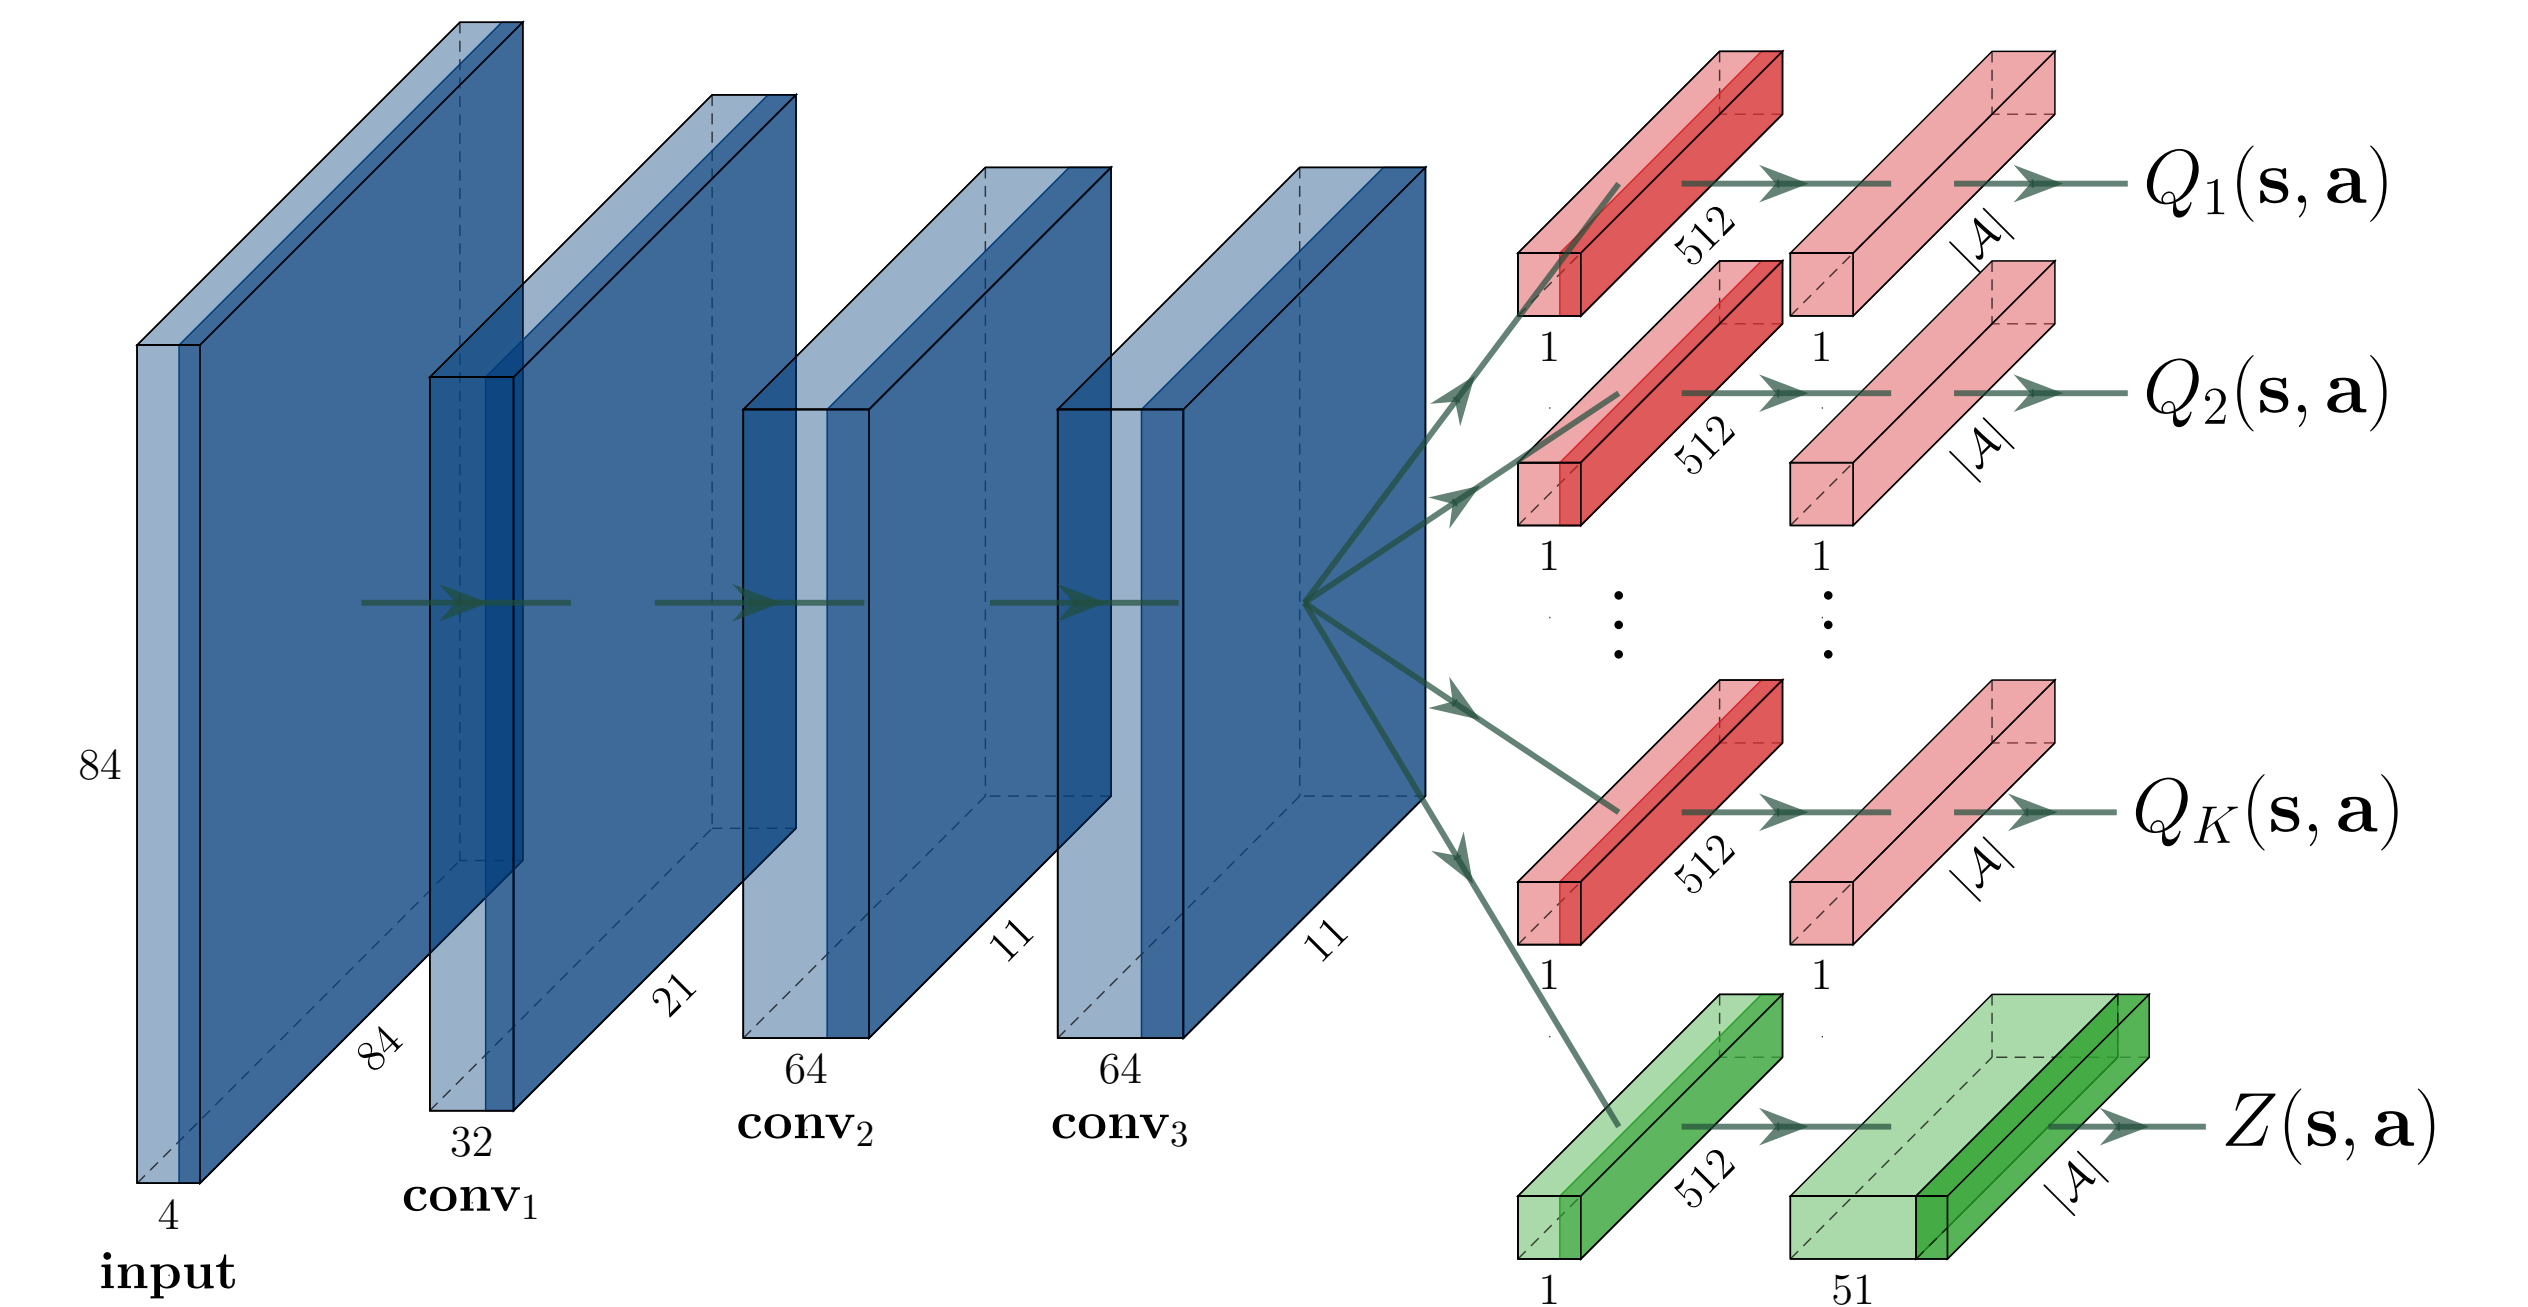 84
84
4
input
21
32
conv₁
11
64
conv₂
11
64
conv₃
512
1
|𝒜|
1
Q₁(s, a)
512
1
|𝒜|
1
Q₂(s, a)
⋮
⋮
512
1
|𝒜|
1
Q_K(s, a)
512
1
|𝒜|
51
Z(s, a)